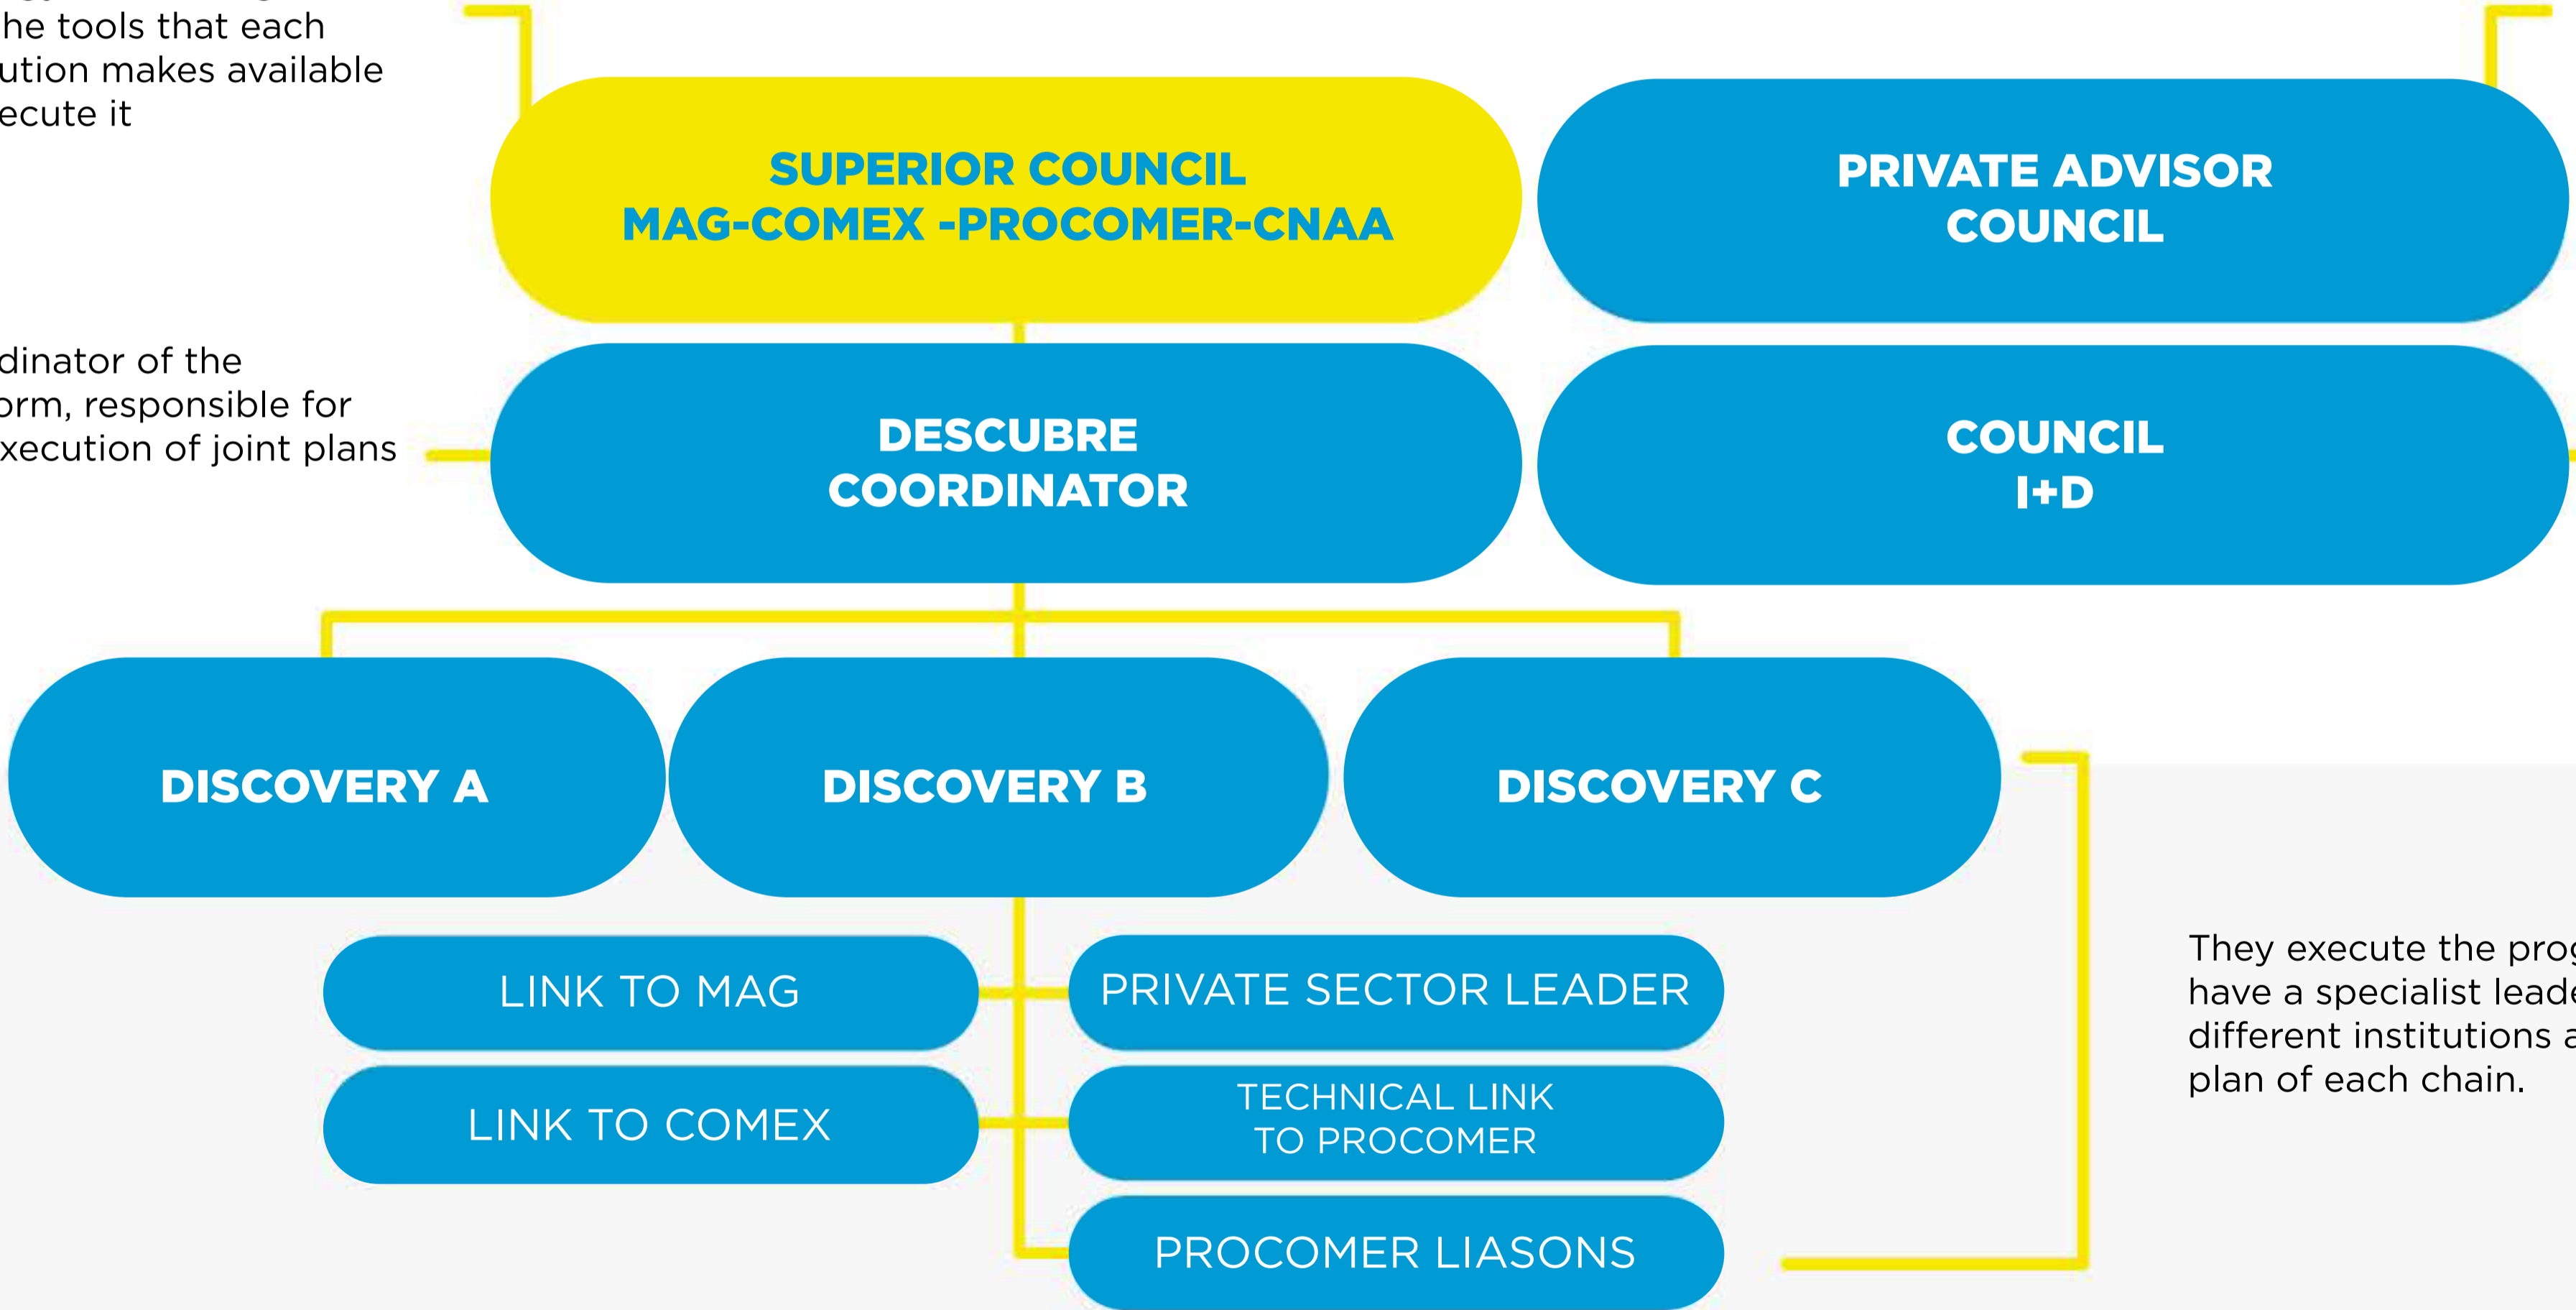 he tools that each
ution makes available
ecute it
SUPERIOR COUNCIL
MAG-COMEX -PROCOMER-CNAA
PRIVATE ADVISOR
COUNCIL
dinator of the
orm, responsible for
xecution of joint plans
DESCUBRE
COORDINATOR
COUNCIL
I+D
DISCOVERY A
DISCOVERY B
DISCOVERY C
LINK TO MAG
PRIVATE SECTOR LEADER
LINK TO COMEX
TECHNICAL LINK
TO PROCOMER
PROCOMER LIASONS
They execute the prog
have a specialist leade
different institutions a
plan of each chain.